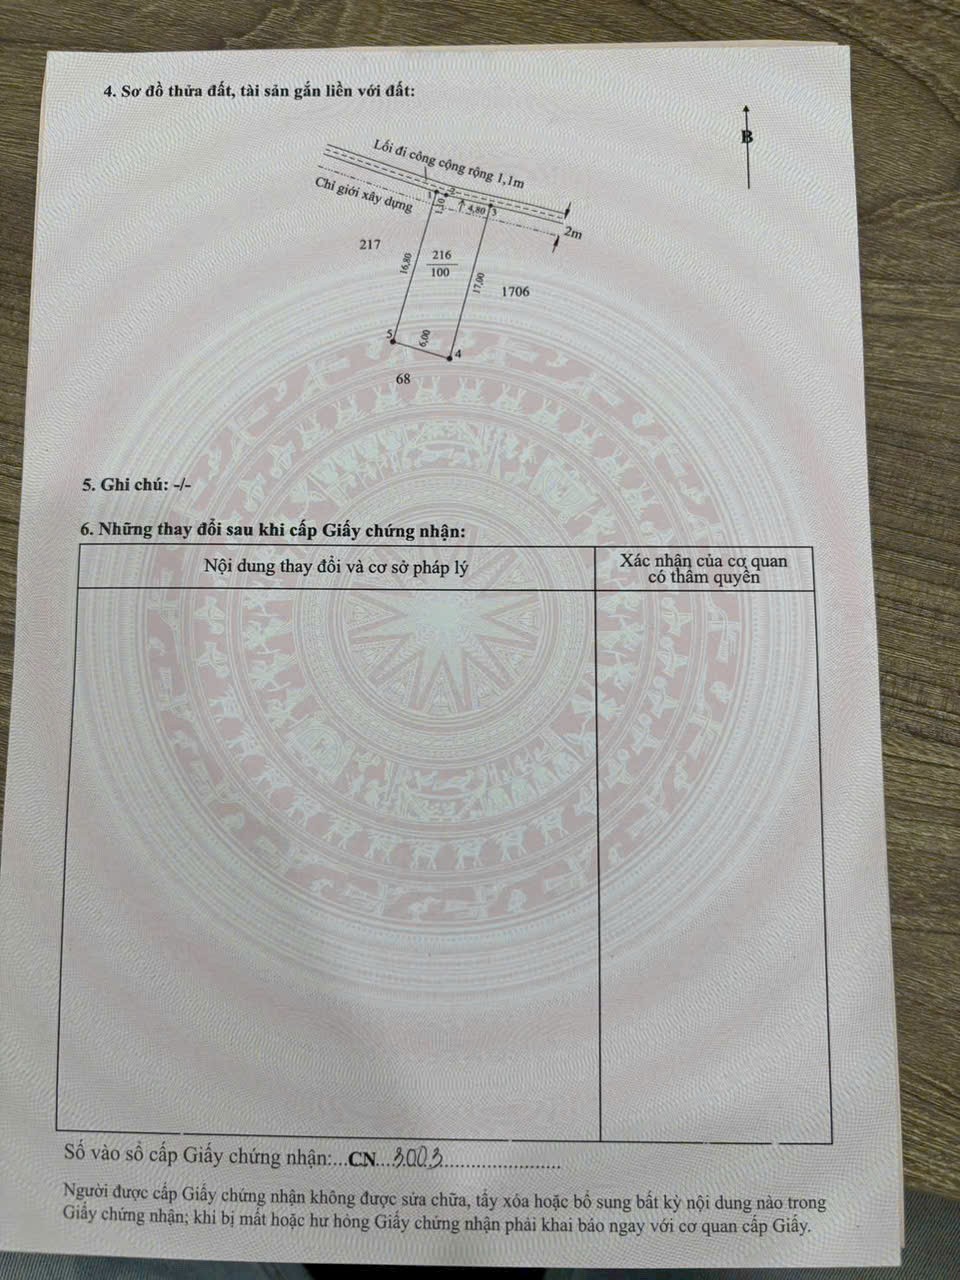 4. Sơ đồ thửa đất, tài sản gắn liền với đất:
B
Lối đi công cộng rộng 1,1m
Chỉ giới xây dựng
1
2
1,10
4,80
3
2m
217
16,80
216
100
17,00
1706
5
6,00
4
68
5. Ghi chú: -/-
6. Những thay đổi sau khi cấp Giấy chứng nhận:
Nội dung thay đổi và cơ sở pháp lý
Xác nhận của cơ quan
có thẩm quyền
Số vào sổ cấp Giấy chứng nhận:...CN...3003......................
Người được cấp Giấy chứng nhận không được sửa chữa, tẩy xóa hoặc bổ sung bất kỳ nội dung nào trong
Giấy chứng nhận; khi bị mất hoặc hư hỏng Giấy chứng nhận phải khai báo ngay với cơ quan cấp Giấy.